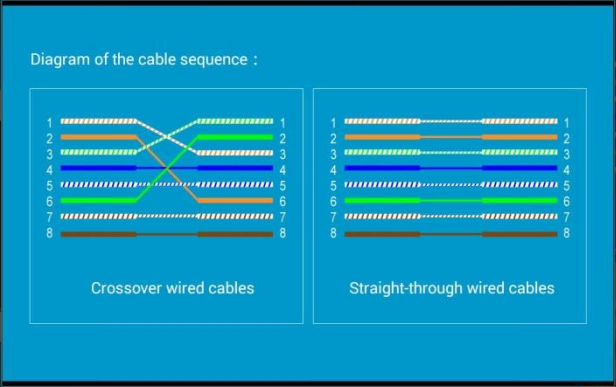 Diagram of the cable sequence :
1 1 1 1
2 2 2 2
3 3 3 3
4 4 4 4
5 5 5 5
6 6 6 6
7 7 7 7
8 8 8 8
Crossover wired cables
Straight-through wired cables